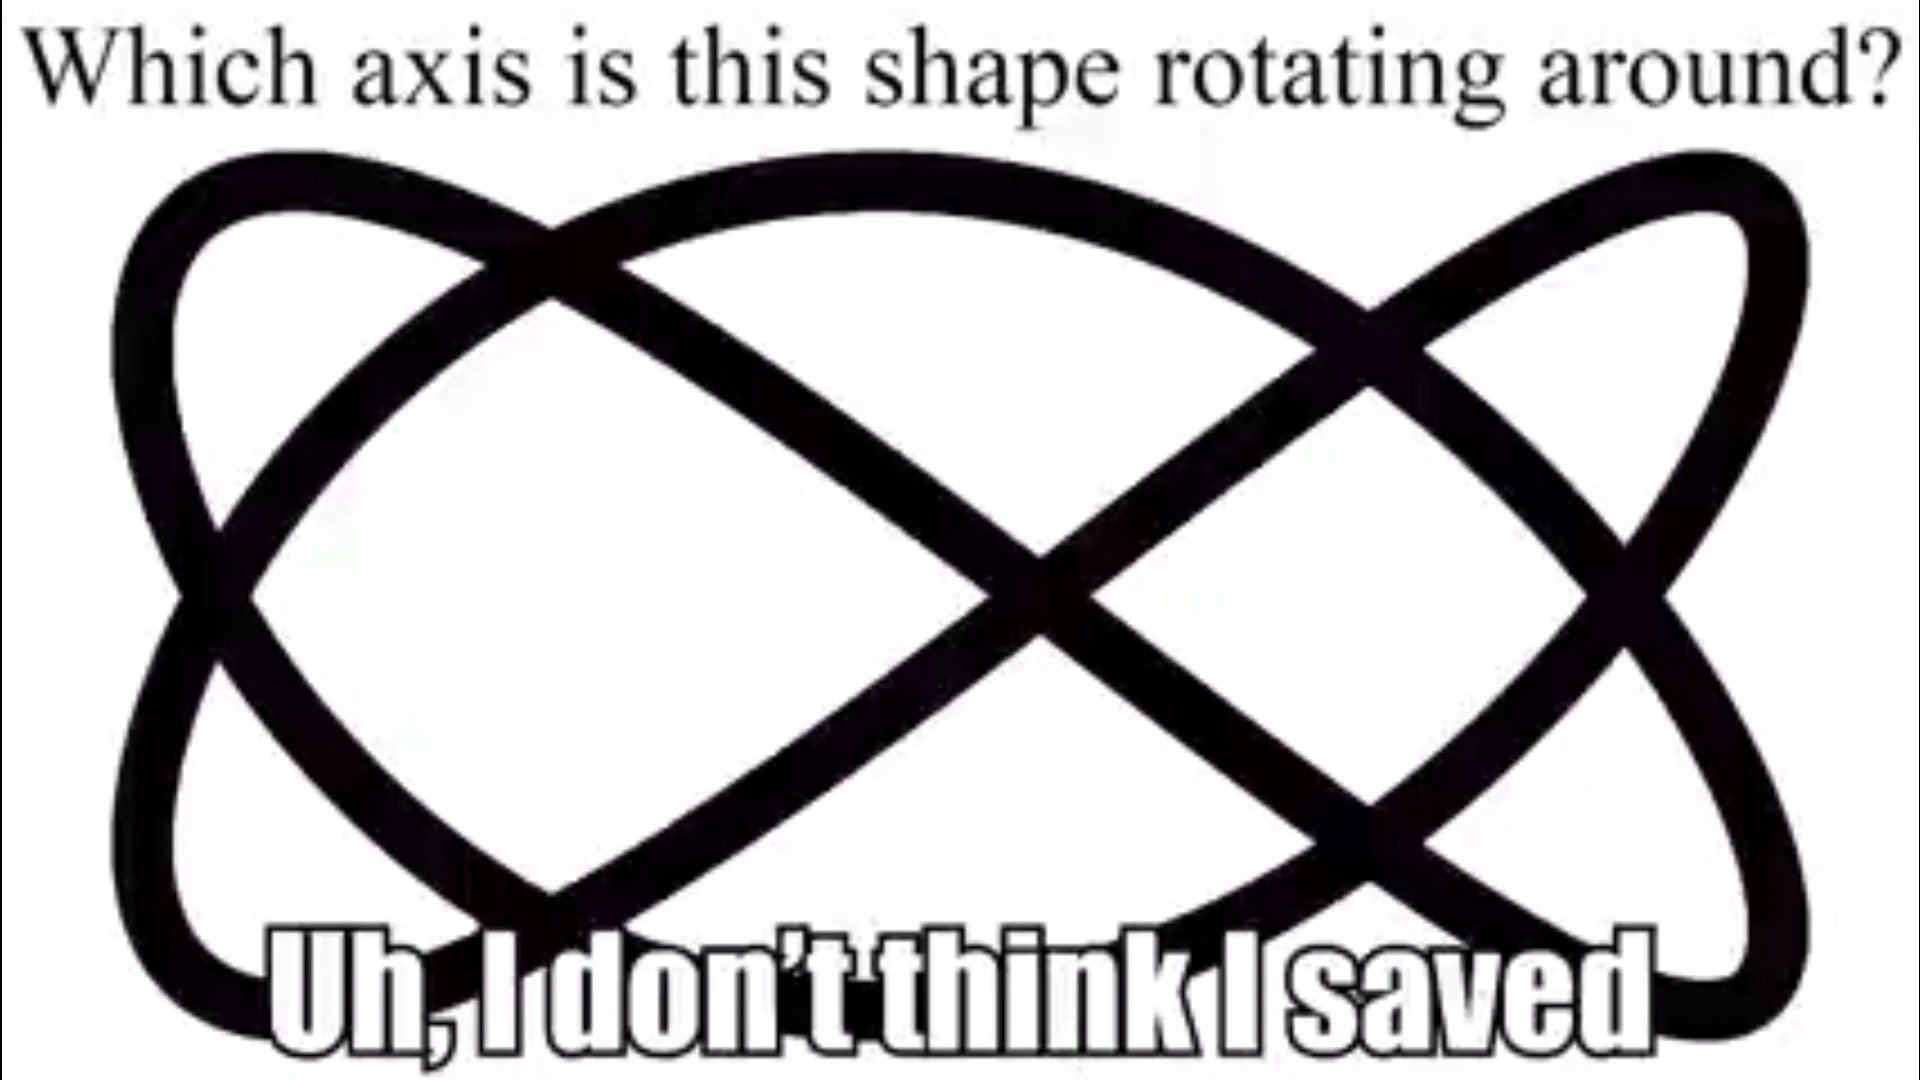 Which axis is this shape rotating around?
Uh, I don't think I saved